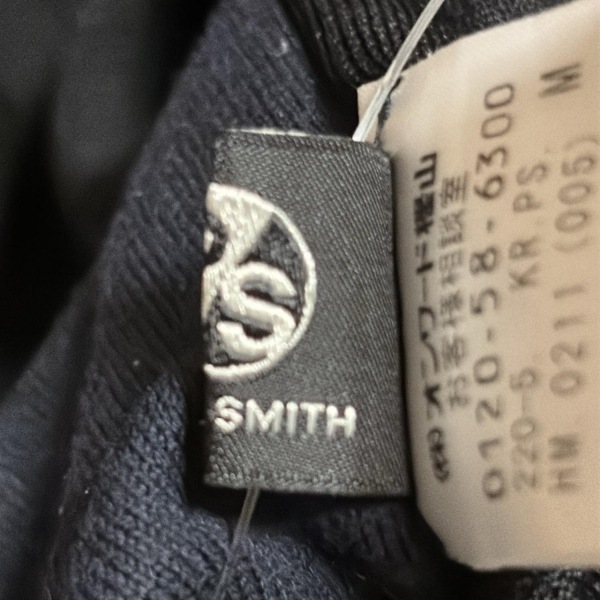 S
SMITH
㈱オンワード樫山
お客様相談室
0120-58-6300
220-5. KR.PS. M
HM 0211 (005)